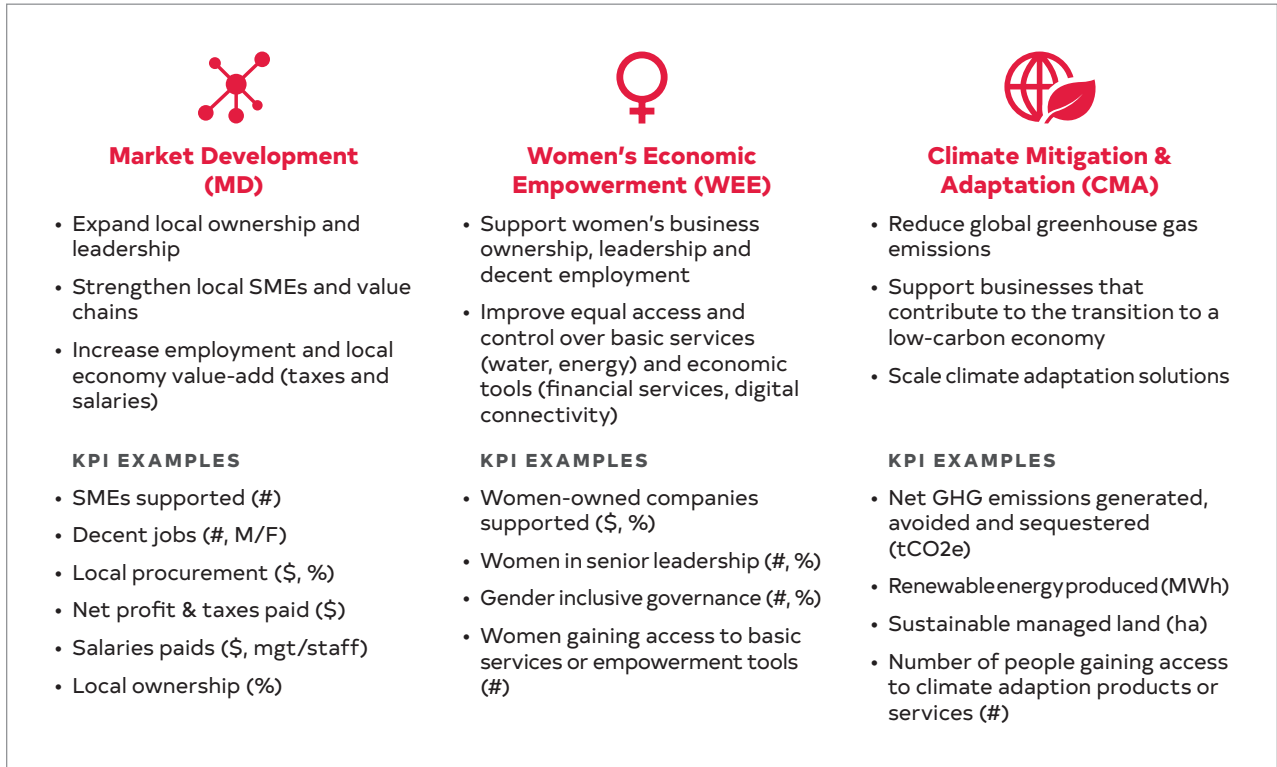 Market Development
(MD)
• Expand local ownership and
leadership
• Strengthen local SMEs and value
chains
• Increase employment and local
economy value-add (taxes and
salaries)
KPI EXAMPLES
• SMEs supported (#)
• Decent jobs (#, M/F)
• Local procurement ($, %)
• Net profit & taxes paid ($)
• Salaries paids ($, mgt/staff)
• Local ownership (%)
Women's Economic
Empowerment (WEE)
• Support women's business
ownership, leadership and
decent employment
• Improve equal access and
control over basic services
(water, energy) and economic
tools (financial services, digital
connectivity)
KPI EXAMPLES
• Women-owned companies
supported ($, %)
• Women in senior leadership (#, %)
• Gender inclusive governance (#, %)
• Women gaining access to basic
services or empowerment tools
(#)
Climate Mitigation &
Adaptation (CMA)
• Reduce global greenhouse gas
emissions
• Support businesses that
contribute to the transition to a
low-carbon economy
• Scale climate adaptation solutions
KPI EXAMPLES
• Net GHG emissions generated,
avoided and sequestered
(tCO2e)
• Renewable energy produced (MWh)
• Sustainable managed land (ha)
• Number of people gaining access
to climate adaption products or
services (#)